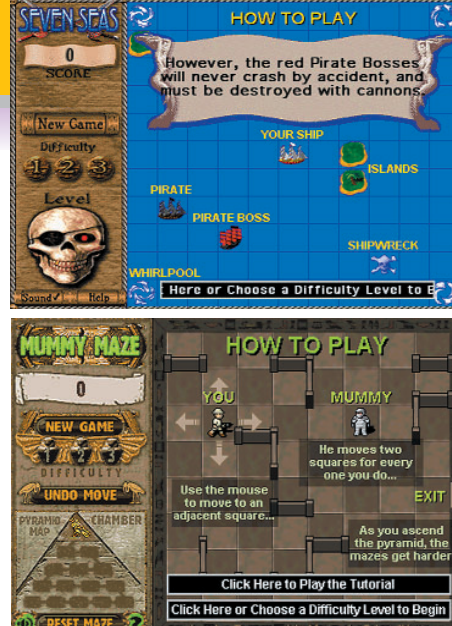 SEVEN SEAS
0
SCORE
New Game
Difficulty
1 2 3
Level
Sound✓ Help
HOW TO PLAY
However, the red Pirate Bosses
will never crash by accident, and
must be destroyed with cannons.
YOUR SHIP
ISLANDS
PIRATE
PIRATE BOSS
SHIPWRECK
WHIRLPOOL
Here or Choose a Difficulty Level to B
MUMMY MAZE
0
NEW GAME
1 2 3
DIFFICULTY
UNDO MOVE
PYRAMID CHAMBER
MAP
RESET MAZE ?
HOW TO PLAY
YOU
MUMMY
He moves two
squares for every
one you do...
Use the mouse
to move to an
adjacent square...
EXIT
As you ascend
the pyramid, the
mazes get harder
Click Here to Play the Tutorial
Click Here or Choose a Difficulty Level to Begin